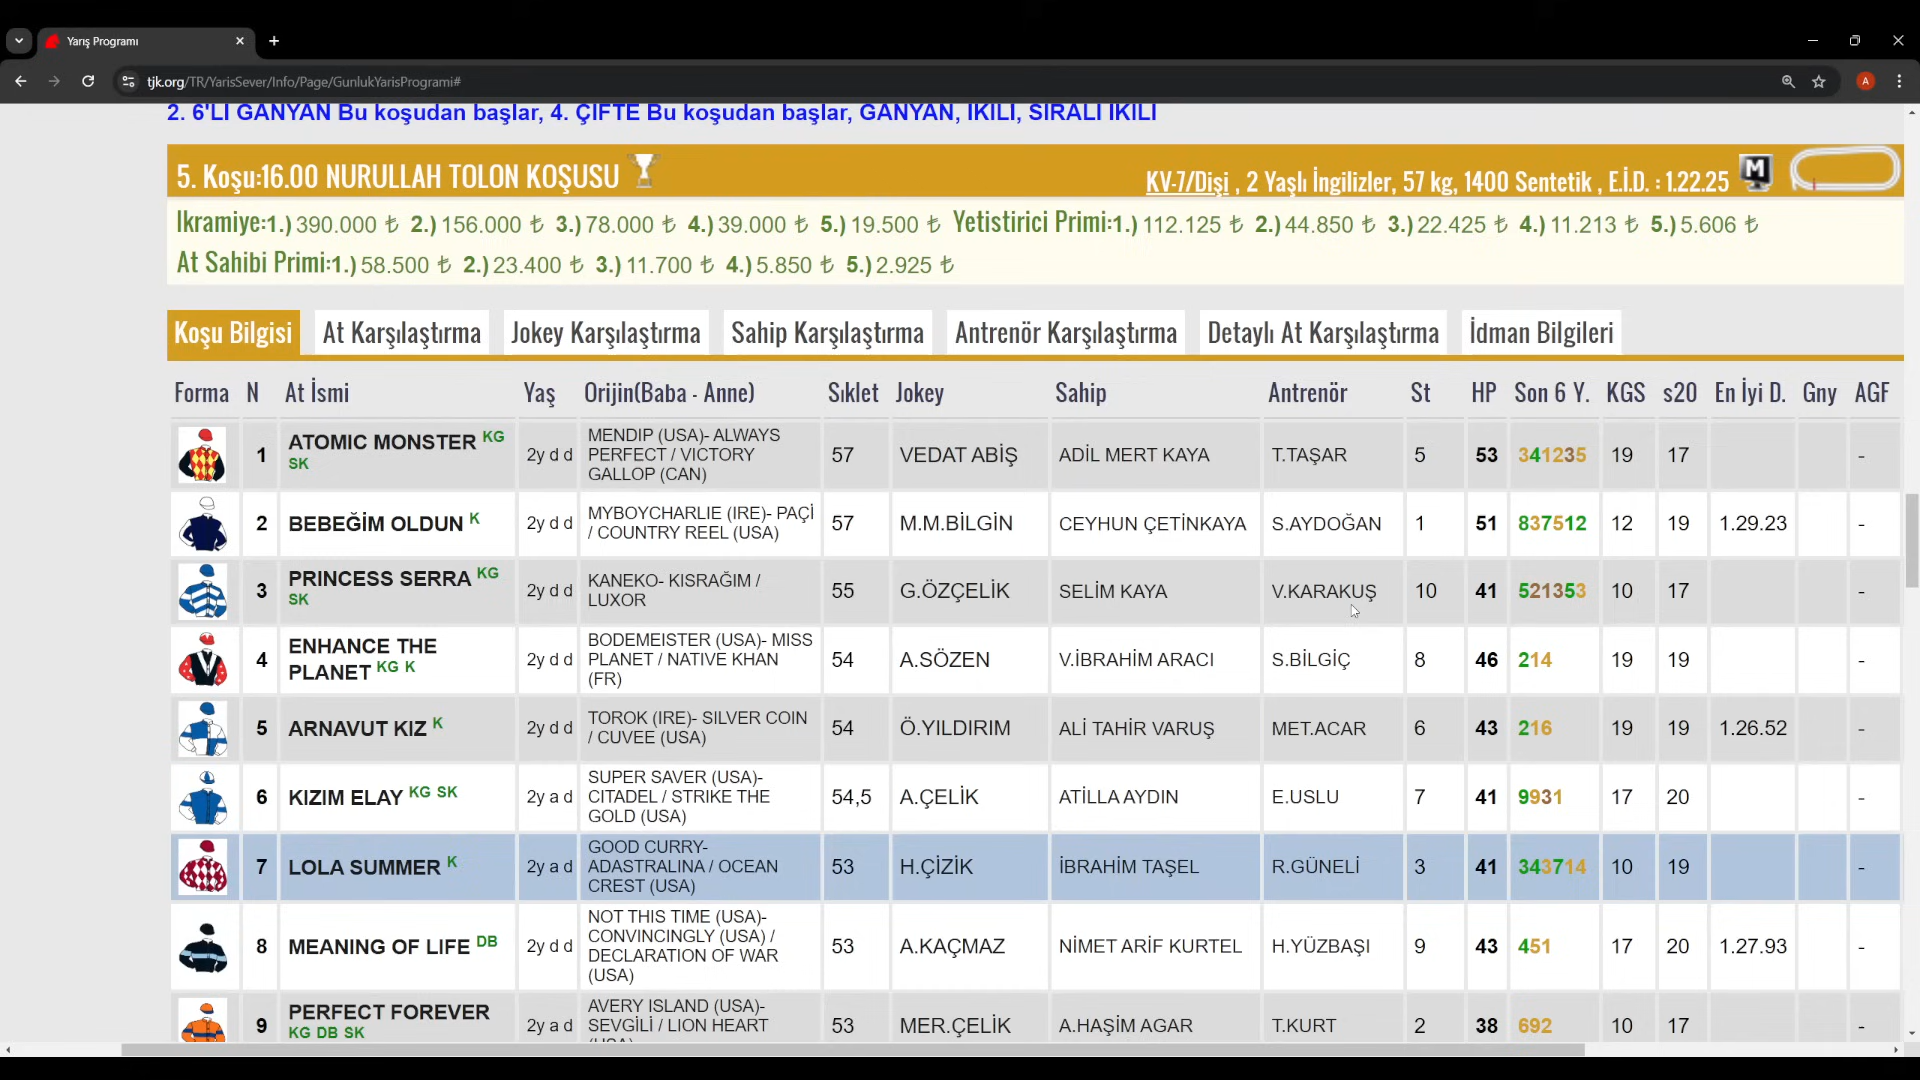 Yarış Programı
tjk.org/TR/YarisSever/Info/Page/GunlukYarisProgrami#
A
2. 6'LI GANYAN Bu koşudan başlar, 4. ÇİFTE Bu koşudan başlar, GANYAN, İKİLİ, SIRALI İKİLİ
5. Koşu:16.00 NURULLAH TOLON KOŞUSU
KV-7/Dişi , 2 Yaşlı İngilizler, 57 kg, 1400 Sentetik , E.İ.D. : 1.22.25 M
Ikramiye:1.) 390.000 ₺ 2.) 156.000 ₺ 3.) 78.000 ₺ 4.) 39.000 ₺ 5.) 19.500 ₺ Yetistirici Primi:1.) 112.125 ₺ 2.) 44.850 ₺ 3.) 22.425 ₺ 4.) 11.213 ₺ 5.) 5.606 ₺
At Sahibi Primi:1.) 58.500 ₺ 2.) 23.400 ₺ 3.) 11.700 ₺ 4.) 5.850 ₺ 5.) 2.925 ₺
Koşu Bilgisi At Karşılaştırma Jokey Karşılaştırma Sahip Karşılaştırma Antrenör Karşılaştırma Detaylı At Karşılaştırma İdman Bilgileri
Forma N At İsmi Yaş Orijin(Baba - Anne) Sıklet Jokey Sahip Antrenör St HP Son 6 Y. KGS s20 En İyi D. Gny AGF
1 ATOMIC MONSTER KG SK 2y d d MENDIP (USA)- ALWAYS PERFECT / VICTORY GALLOP (CAN) 57 VEDAT ABİŞ ADİL MERT KAYA T.TAŞAR 5 53 341235 19 17 -
2 BEBEĞİM OLDUN K 2y d d MYBOYCHARLIE (IRE)- PAÇİ / COUNTRY REEL (USA) 57 M.M.BİLGİN CEYHUN ÇETİNKAYA S.AYDOĞAN 1 51 837512 12 19 1.29.23 -
3 PRINCESS SERRA KG SK 2y d d KANEKO- KISRAĞIM / LUXOR 55 G.ÖZÇELİK SELİM KAYA V.KARAKUŞ 10 41 521353 10 17 -
4 ENHANCE THE PLANET KG K 2y d d BODEMEISTER (USA)- MISS PLANET / NATIVE KHAN (FR) 54 A.SÖZEN V.İBRAHİM ARACI S.BİLGİÇ 8 46 214 19 19 -
5 ARNAVUT KIZ K 2y d d TOROK (IRE)- SILVER COIN / CUVEE (USA) 54 Ö.YILDIRIM ALİ TAHİR VARUŞ MET.ACAR 6 43 216 19 19 1.26.52 -
6 KIZIM ELAY KG SK 2y a d SUPER SAVER (USA)- CITADEL / STRIKE THE GOLD (USA) 54,5 A.ÇELİK ATİLLA AYDIN E.USLU 7 41 9931 17 20 -
7 LOLA SUMMER K 2y a d GOOD CURRY- ADASTRALINA / OCEAN CREST (USA) 53 H.ÇİZİK İBRAHİM TAŞEL R.GÜNELİ 3 41 343714 10 19 -
8 MEANING OF LIFE DB 2y d d NOT THIS TIME (USA)- CONVINCINGLY (USA) / DECLARATION OF WAR (USA) 53 A.KAÇMAZ NİMET ARİF KURTEL H.YÜZBAŞI 9 43 451 17 20 1.27.93 -
9 PERFECT FOREVER KG DB SK 2y a d AVERY ISLAND (USA)- SEVGİLİ / LION HEART 53 MER.ÇELİK A.HAŞİM AGAR T.KURT 2 38 692 10 17 -